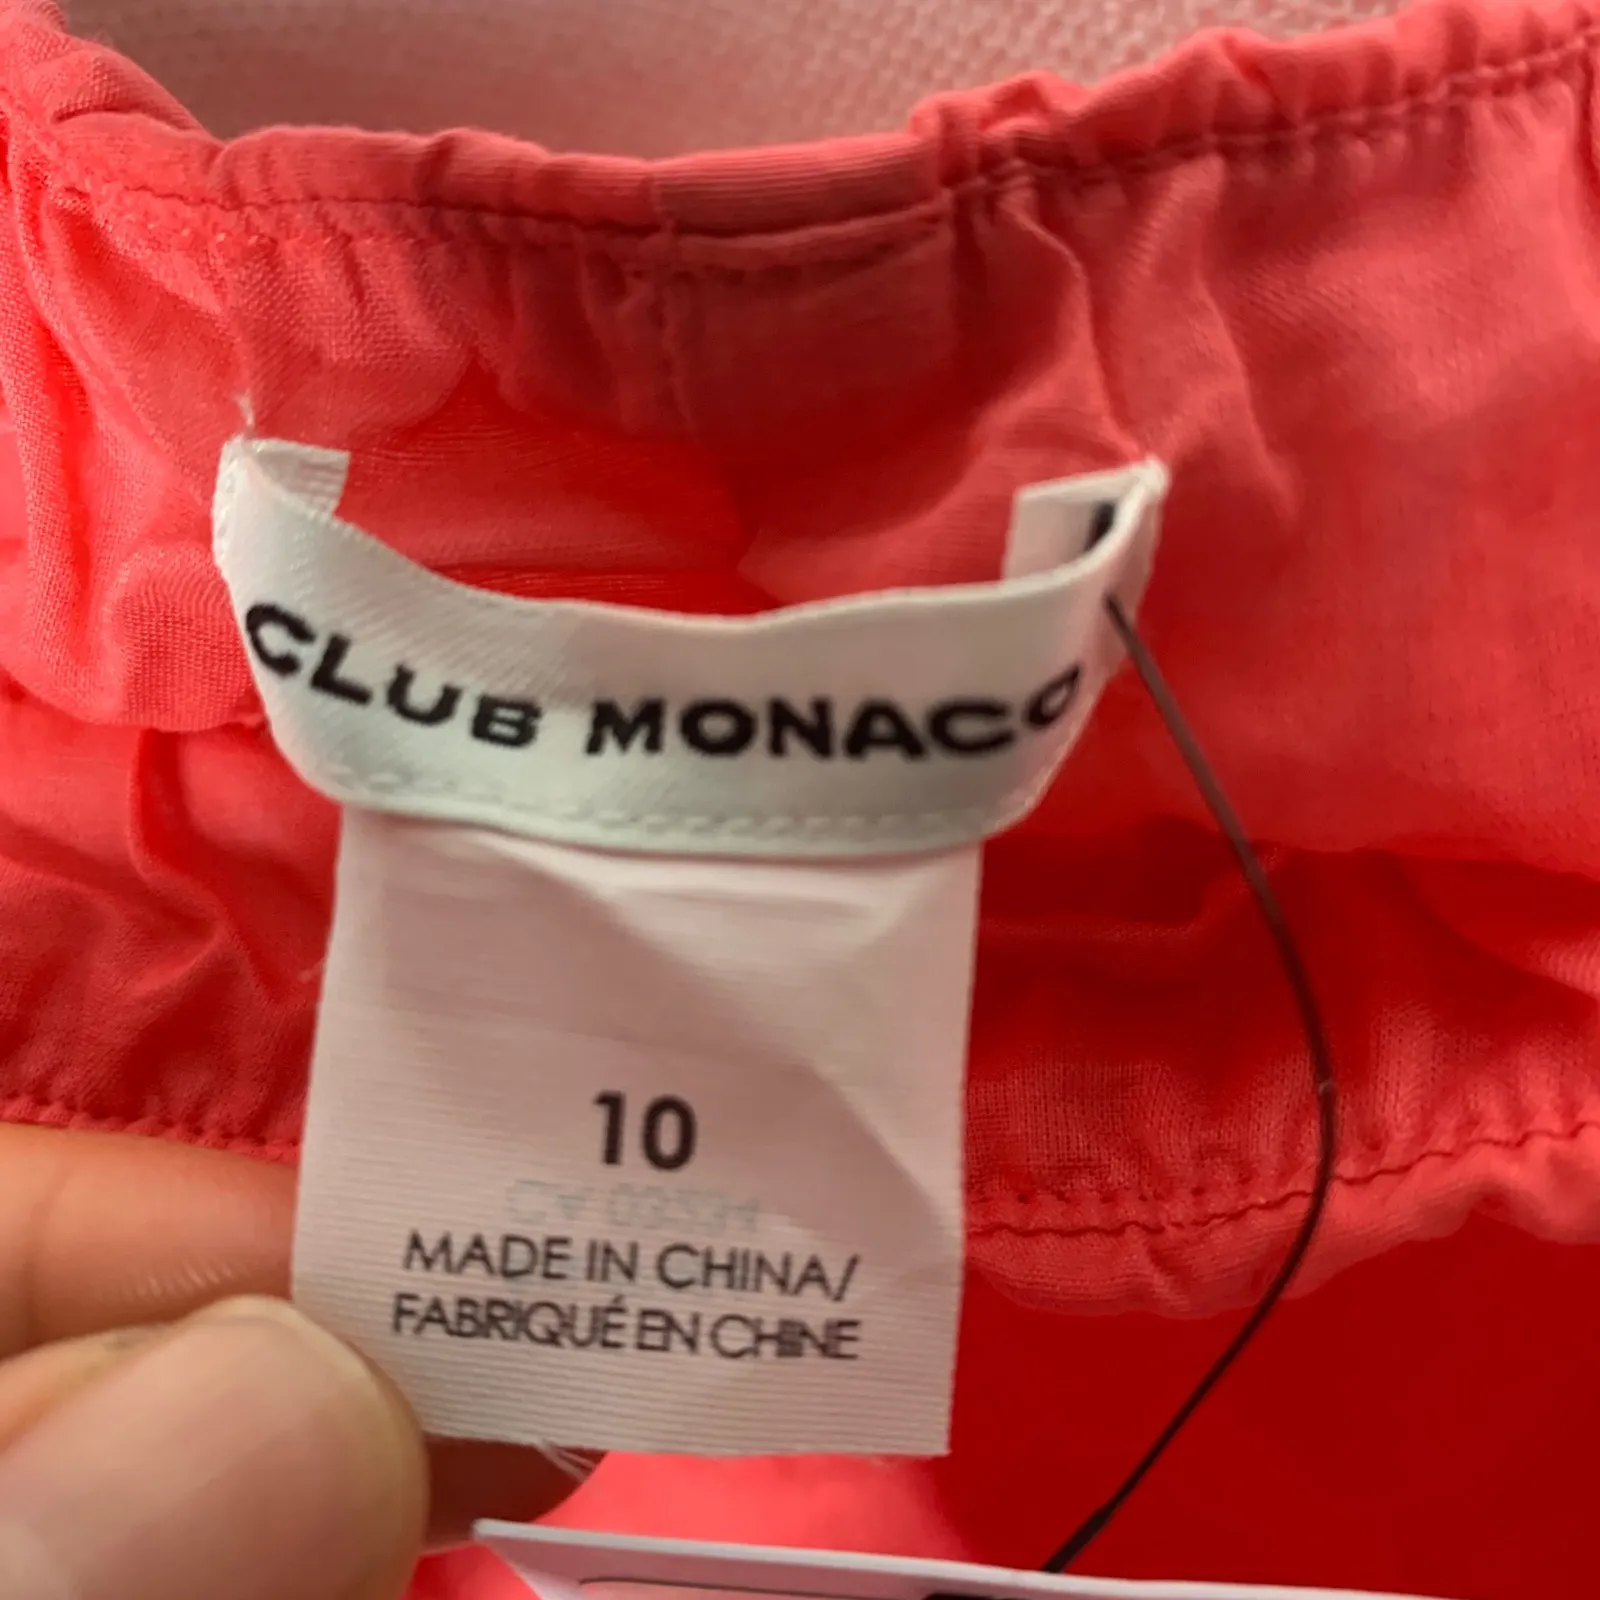 CLUB MONACO
10
MADE IN CHINA/
FABRIQUÉ EN CHINE